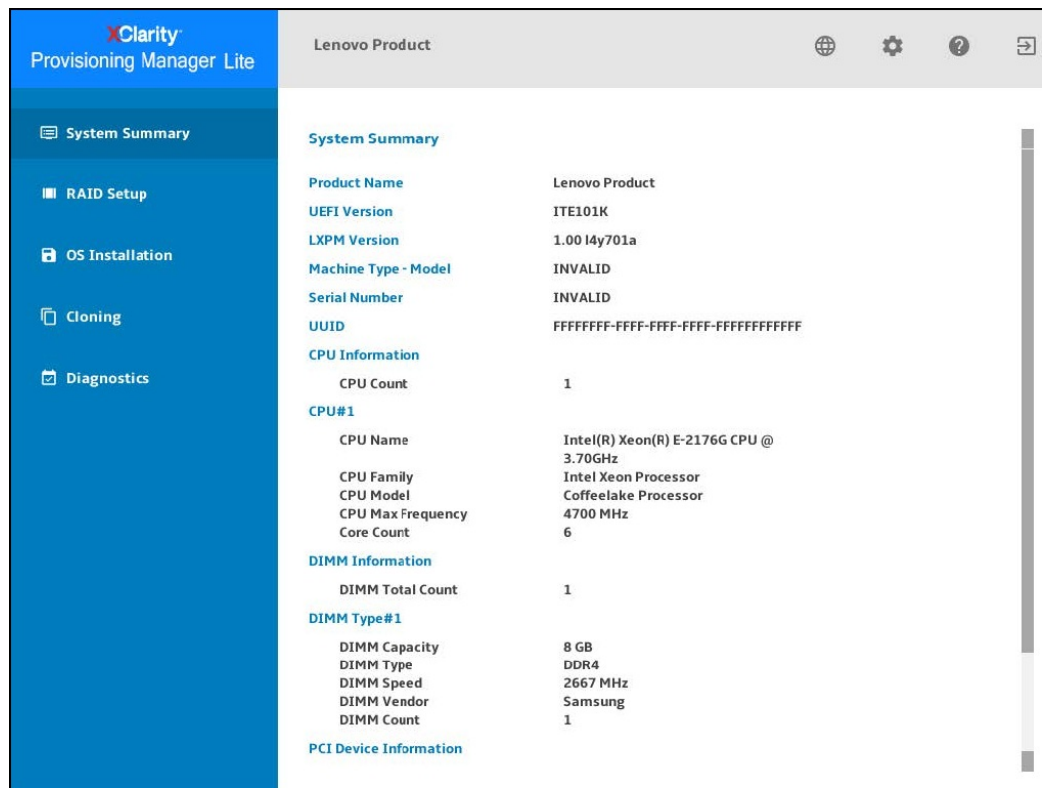 XClarity
Provisioning Manager Lite
Lenovo Product
System Summary
RAID Setup
OS Installation
Cloning
Diagnostics
System Summary
Product Name Lenovo Product
UEFI Version ITE101K
LXPM Version 1.00 l4y701a
Machine Type - Model INVALID
Serial Number INVALID
UUID FFFFFFFF-FFFF-FFFF-FFFF-FFFFFFFFFFFF
CPU Information
CPU Count 1
CPU#1
CPU Name Intel(R) Xeon(R) E-2176G CPU @
3.70GHz
CPU Family Intel Xeon Processor
CPU Model Coffeelake Processor
CPU Max Frequency 4700 MHz
Core Count 6
DIMM Information
DIMM Total Count 1
DIMM Type#1
DIMM Capacity 8 GB
DIMM Type DDR4
DIMM Speed 2667 MHz
DIMM Vendor Samsung
DIMM Count 1
PCI Device Information